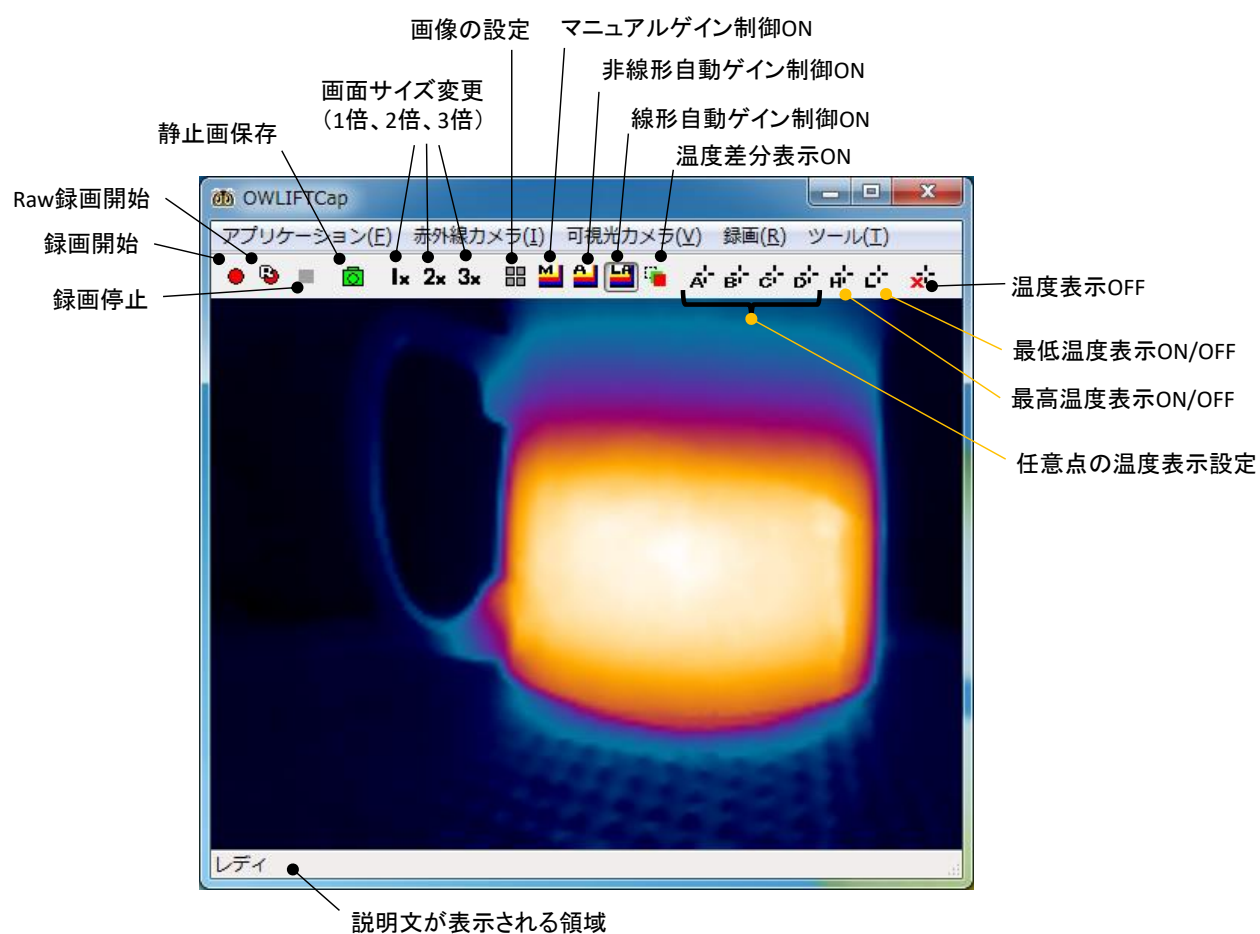 画像の設定
マニュアルゲイン制御ON
非線形自動ゲイン制御ON
画面サイズ変更
（1倍、2倍、3倍）
線形自動ゲイン制御ON
静止画保存
温度差分表示ON
Raw録画開始
録画開始
録画停止
OWLIFTCap
アプリケーション(F) 赤外線カメラ(I) 可視光カメラ(V) 録画(R) ツール(T)
R 1x 2x 3x M A LA A B C D H L x
温度表示OFF
最低温度表示ON/OFF
最高温度表示ON/OFF
任意点の温度表示設定
レディ
説明文が表示される領域